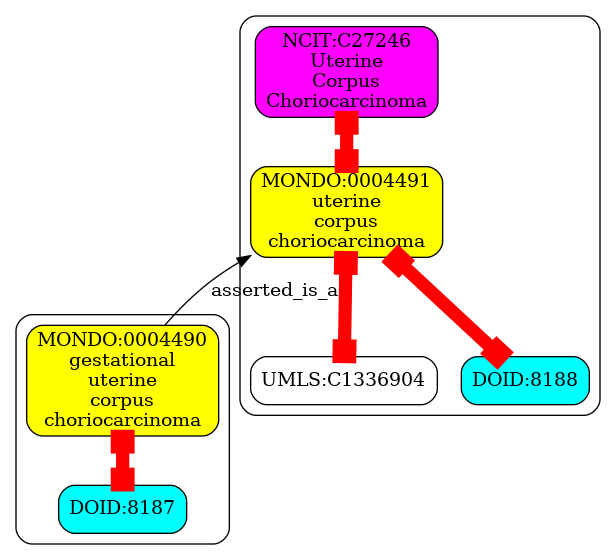 NCIT:C27246
Uterine
Corpus
Choriocarcinoma
MONDO:0004491
uterine
corpus
choriocarcinoma
asserted_is_a
MONDO:0004490
gestational
uterine
corpus
choriocarcinoma
UMLS:C1336904
DOID:8188
DOID:8187